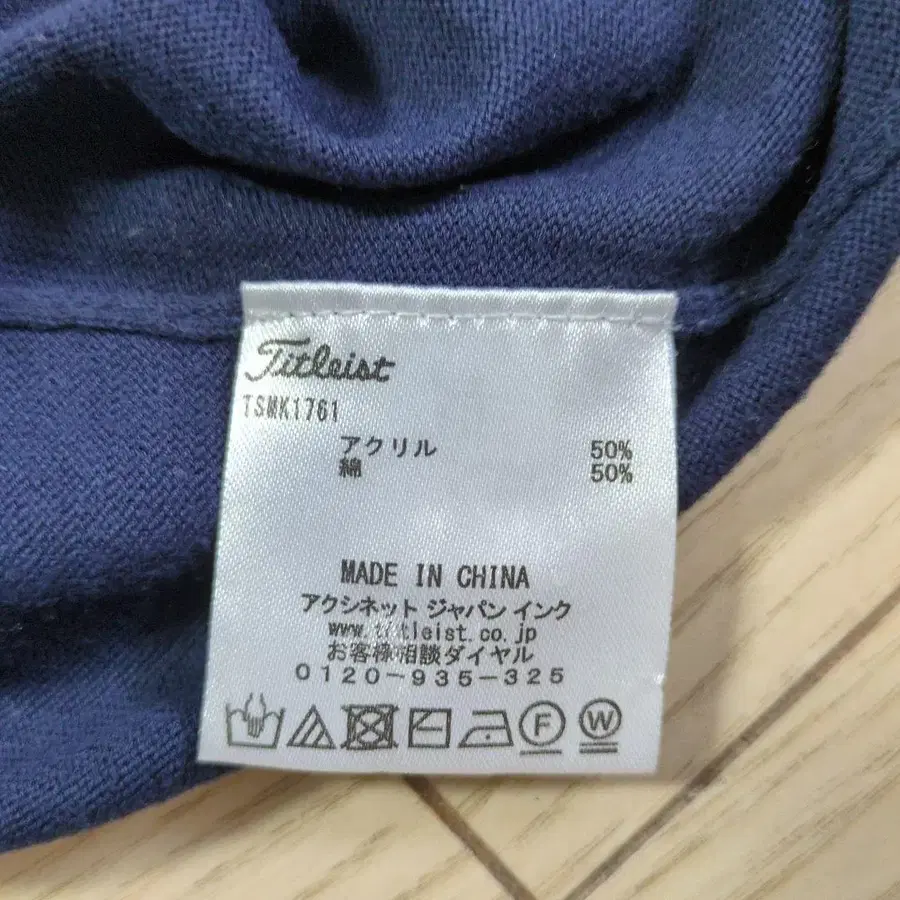 Titleist
TSMK1761
アクリル 50%
綿 50%
MADE IN CHINA
アクシネット ジャパン インク
www.titleist.co.jp
お客様相談ダイヤル
0120-935-325
F W